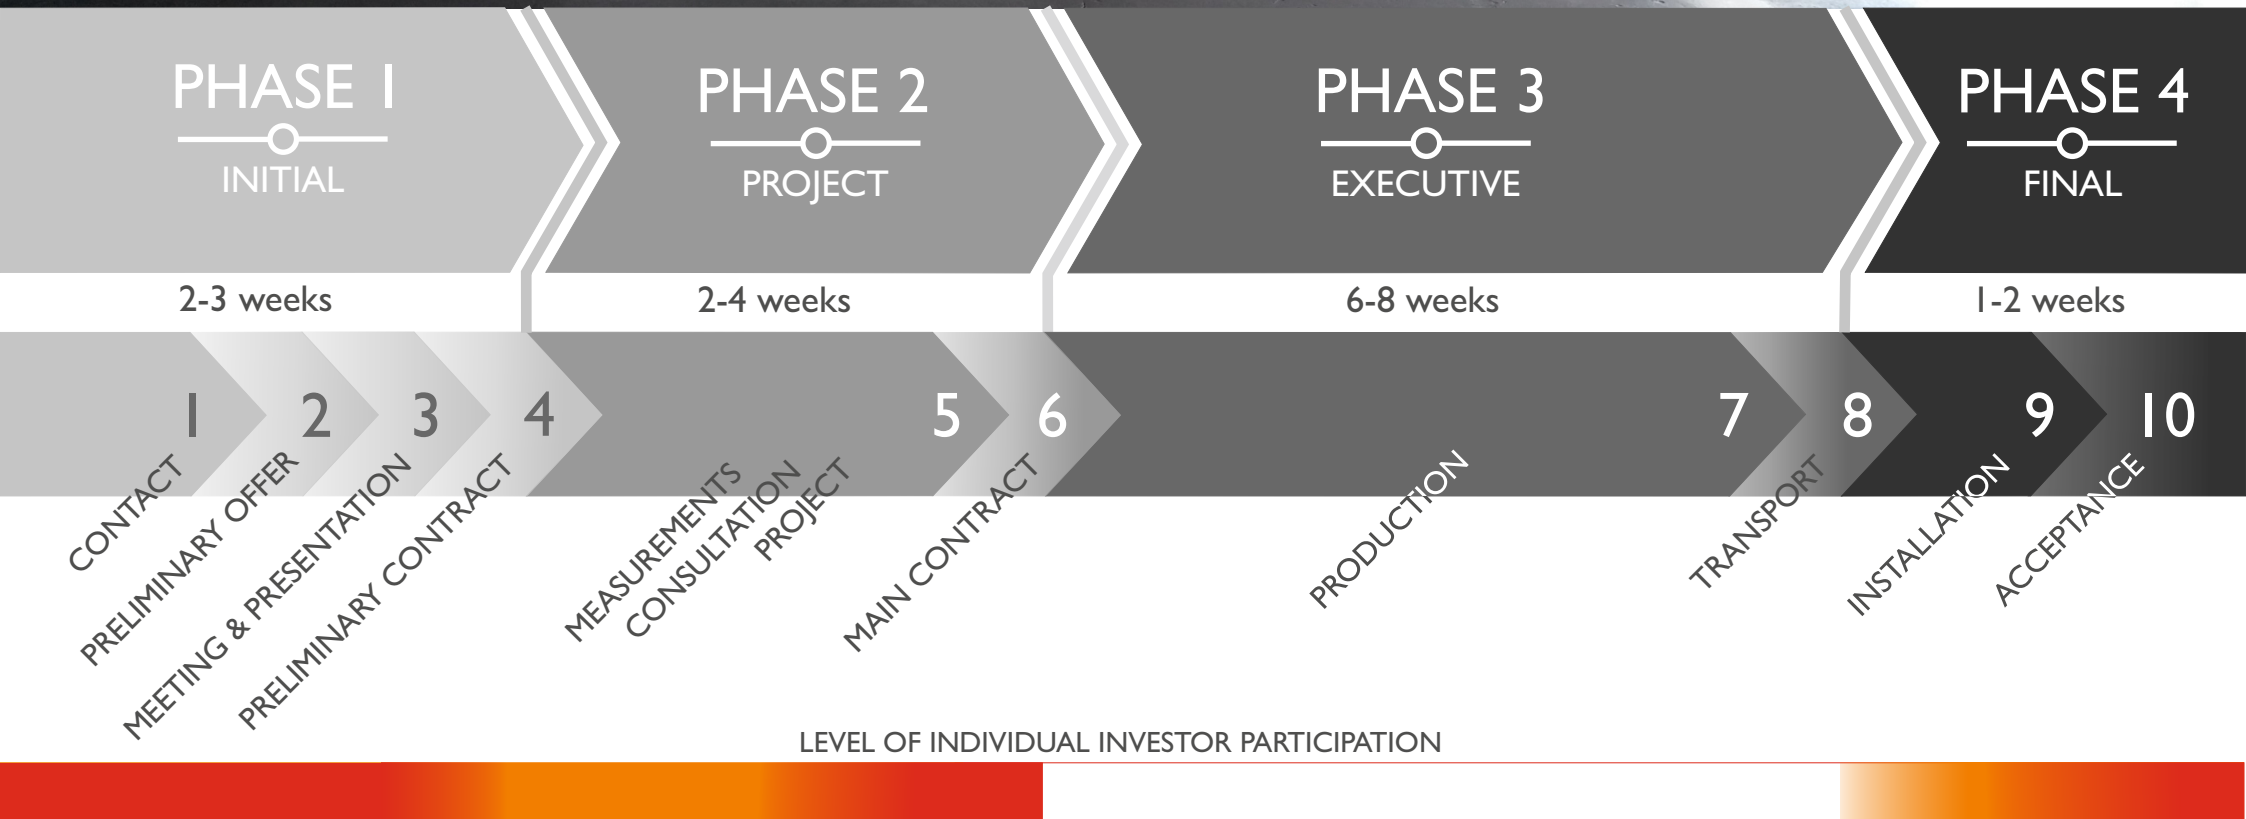 PHASE 1
INITIAL
PHASE 2
PROJECT
PHASE 3
EXECUTIVE
PHASE 4
FINAL
2-3 weeks
2-4 weeks
6-8 weeks
1-2 weeks
1
2
3
4
5
6
7
8
9
10
CONTACT
PRELIMINARY OFFER
MEETING & PRESENTATION
PRELIMINARY CONTRACT
MEASUREMENTS
CONSULTATION
PROJECT
MAIN CONTRACT
PRODUCTION
TRANSPORT
INSTALLATION
ACCEPTANCE
LEVEL OF INDIVIDUAL INVESTOR PARTICIPATION